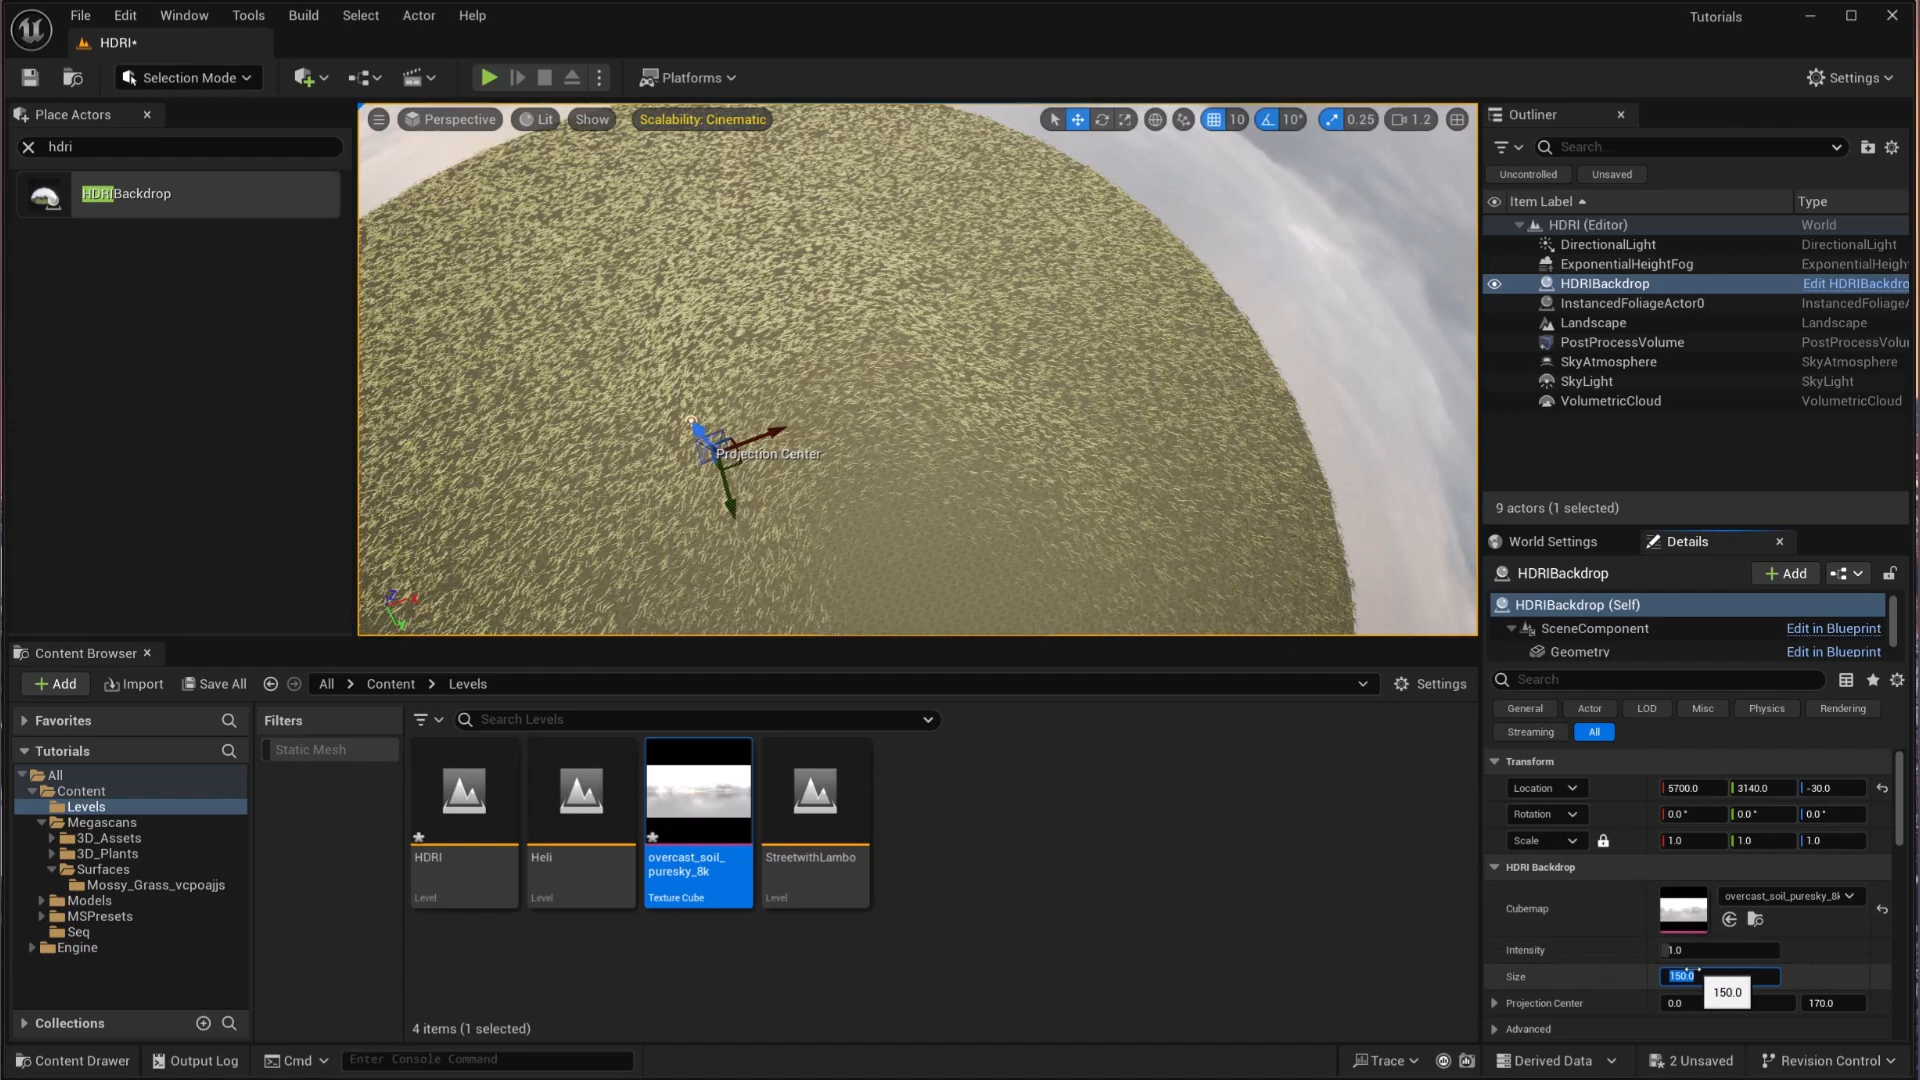 File Edit Window Tools Build Select Actor Help
Tutorials
HDRI*
Selection Mode
Platforms
Settings
Place Actors
hdri
HDRIBackdrop
Perspective Lit Show Scalability: Cinematic
10 10° 0.25 1.2
Projection Center
Z X Y
Outliner
Search...
Uncontrolled Unsaved
Item Label Type
HDRI (Editor) World
DirectionalLight DirectionalLight
ExponentialHeightFog ExponentialHeigh
HDRIBackdrop Edit HDRIBackdro
InstancedFoliageActor0 InstancedFoliageA
Landscape Landscape
PostProcessVolume PostProcessVolu
SkyAtmosphere SkyAtmosphere
SkyLight SkyLight
VolumetricCloud VolumetricCloud
9 actors (1 selected)
World Settings Details
HDRIBackdrop Add
HDRIBackdrop (Self)
SceneComponent Edit in Blueprint
Geometry Edit in Blueprint
Search
General Actor LOD Misc Physics Rendering
Streaming All
Transform
Location 5700.0 3140.0 -30.0
Rotation 0.0 ° 0.0 ° 0.0 °
Scale 1.0 1.0 1.0
HDRI Backdrop
Cubemap overcast_soil_puresky_8k
Intensity 1.0
Size 150.0
150.0
Projection Center 0.0 170.0
Advanced
Content Browser
Add Import Save All All Content Levels Settings
Favorites
Tutorials
All
Content
Levels
Megascans
3D_Assets
3D_Plants
Surfaces
Mossy_Grass_vcpoajjs
Models
MSPresets
Seq
Engine
Collections
Filters
Static Mesh
Search Levels
HDRI
Level
Heli
Level
overcast_soil_
puresky_8k
Texture Cube
StreetwithLambo
Level
4 items (1 selected)
Content Drawer Output Log Cmd Enter Console Command
Trace Derived Data 2 Unsaved Revision Control